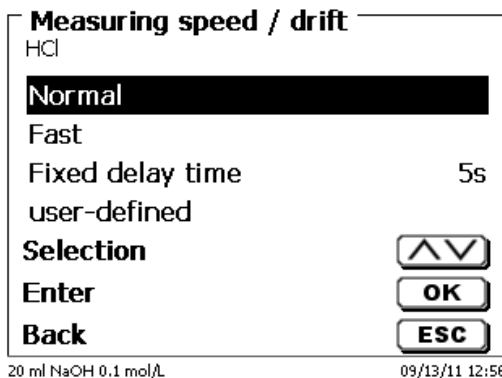 Measuring speed / drift
HCl
Normal
Fast
Fixed delay time 5s
user-defined
Selection
Enter OK
Back ESC
20 ml NaOH 0.1 mol/L 09/13/11 12:58